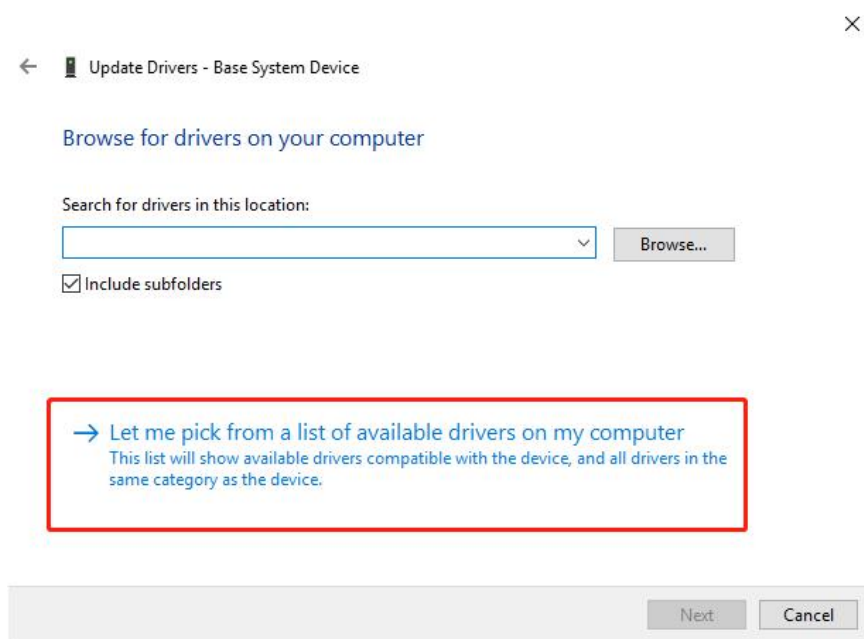 Update Drivers - Base System Device
Browse for drivers on your computer
Search for drivers in this location:
Browse...
Include subfolders
Let me pick from a list of available drivers on my computer
This list will show available drivers compatible with the device, and all drivers in the
same category as the device.
Next
Cancel